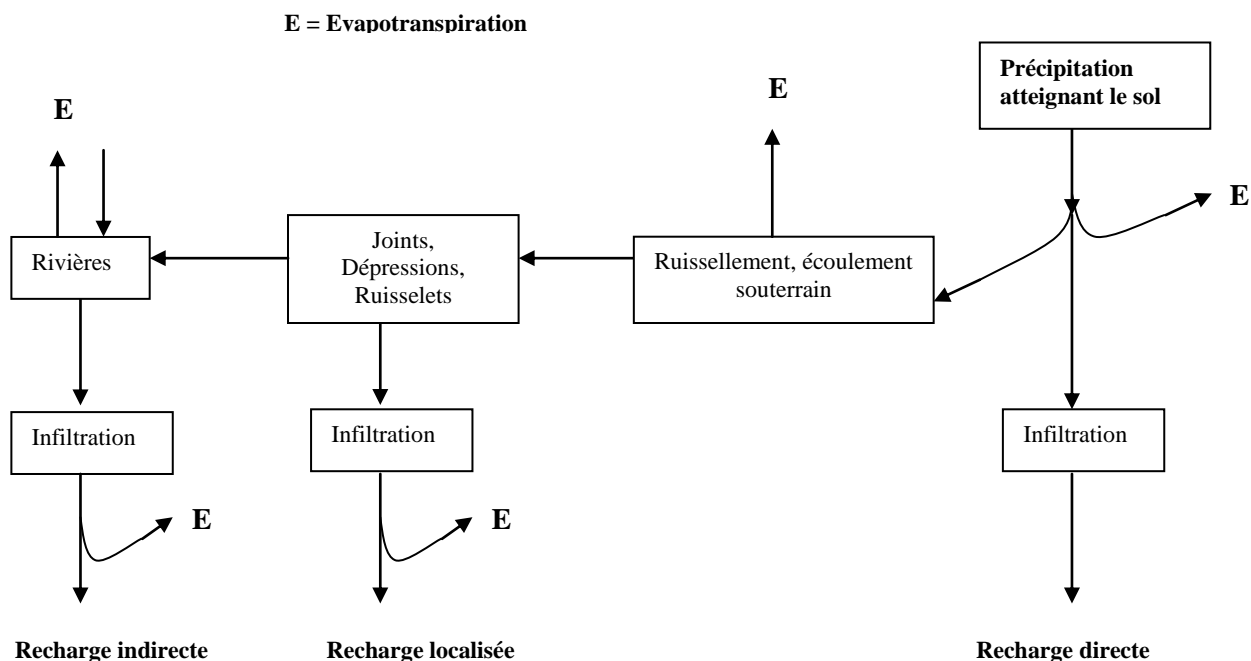 E = Evapotranspiration
Précipitation
atteignant le sol
E
E
E
Rivières
Joints,
Dépressions,
Ruisselets
Ruissellement, écoulement
souterrain
Infiltration
Infiltration
Infiltration
E
E
Recharge indirecte
Recharge localisée
Recharge directe